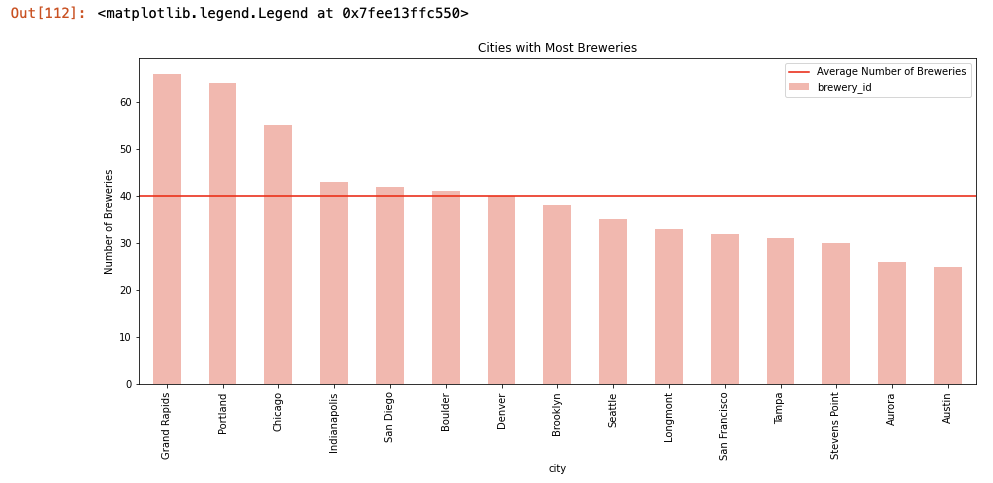 Out[112]: <matplotlib.legend.Legend at 0x7fee13ffc550>
Cities with Most Breweries
Average Number of Breweries
brewery_id
Number of Breweries
60
50
40
30
20
10
0
Grand Rapids
Portland
Chicago
Indianapolis
San Diego
Boulder
Denver
Brooklyn
Seattle
Longmont
San Francisco
Tampa
Stevens Point
Aurora
Austin
city